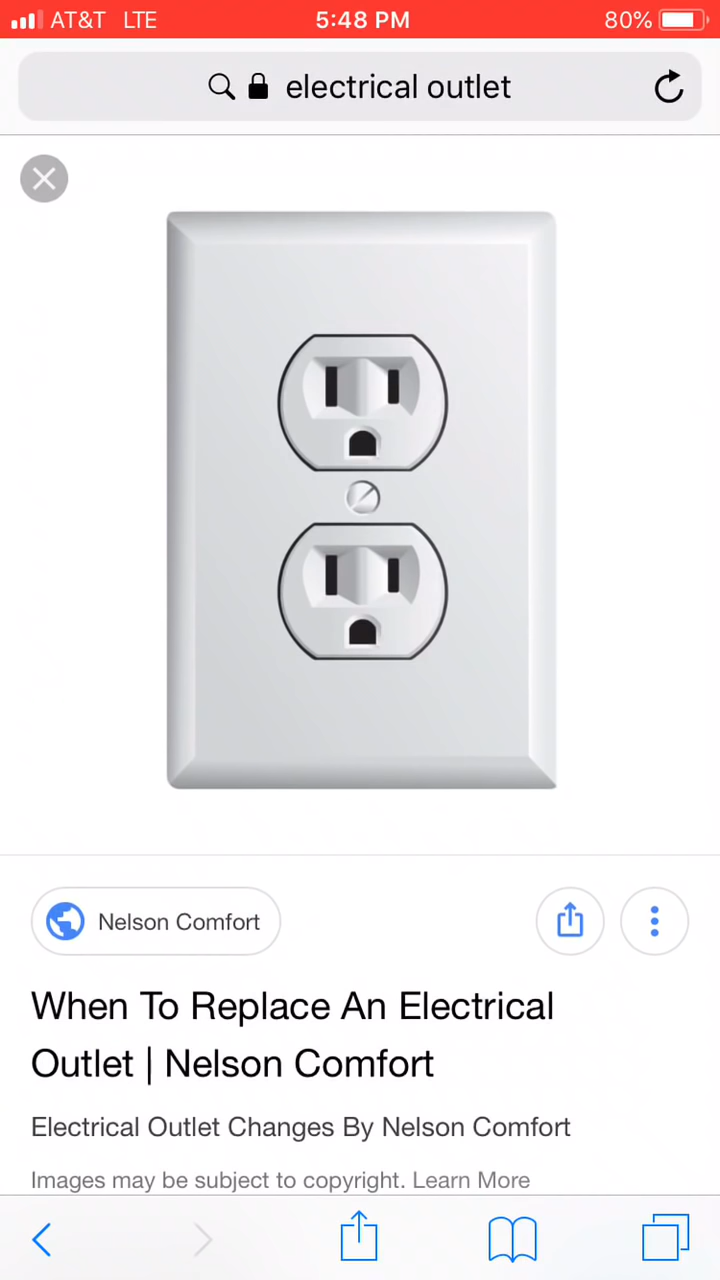 AT&T LTE 5:48 PM 80%
electrical outlet
Nelson Comfort
When To Replace An Electrical
Outlet | Nelson Comfort
Electrical Outlet Changes By Nelson Comfort
Images may be subject to copyright. Learn More